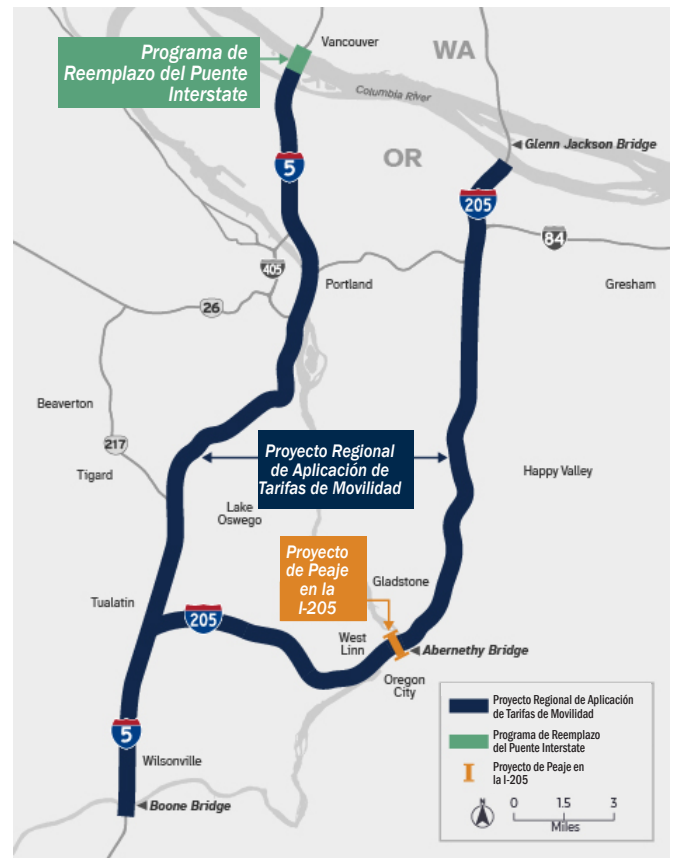 Programa de
Reemplazo del Puente
Interstate
Vancouver
WA
Columbia River
OR
Glenn Jackson Bridge
5
205
84
405
Portland
Gresham
26
Beaverton
217
Tigard
Proyecto Regional
de Aplicación de
Tarifas de Movilidad
Happy Valley
Lake
Oswego
Proyecto
de Peaje
en la
I-205
Gladstone
Tualatin
205
West
Linn
Abernethy Bridge
Oregon
City
5
Wilsonville
Boone Bridge
Proyecto Regional de Aplicación
de Tarifas de Movilidad
Programa de Reemplazo
del Puente Interstate
Proyecto de Peaje en
la I-205
N
0 1.5 3
Miles